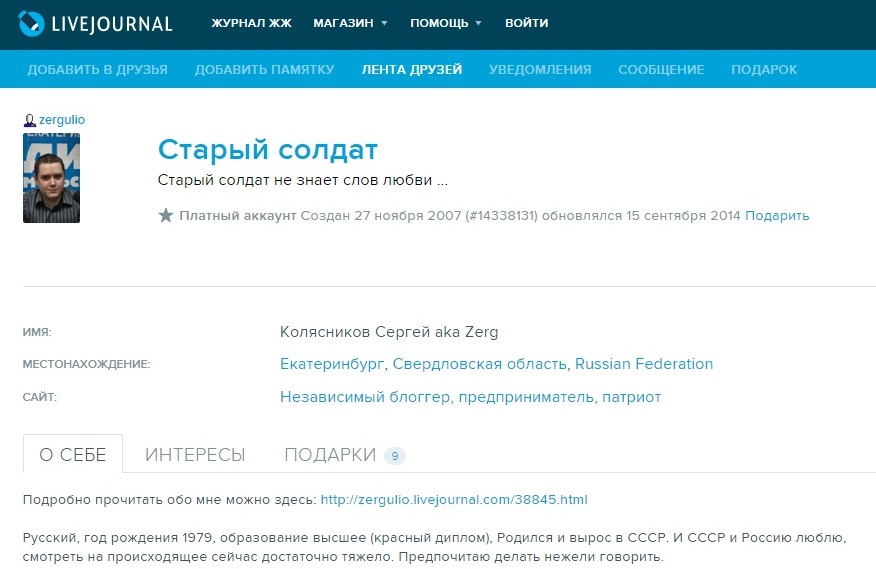 LIVEJOURNAL ЖУРНАЛ ЖЖ МАГАЗИН ПОМОЩЬ ВОЙТИ
ДОБАВИТЬ В ДРУЗЬЯ ДОБАВИТЬ ПАМЯТКУ ЛЕНТА ДРУЗЕЙ УВЕДОМЛЕНИЯ СООБЩЕНИЕ ПОДАРОК
zergulio
Старый солдат
Старый солдат не знает слов любви ...
Платный аккаунт Создан 27 ноября 2007 (#14338131) обновлялся 15 сентября 2014 Подарить
ИМЯ: Колясников Сергей aka Zerg
МЕСТОНАХОЖДЕНИЕ: Екатеринбург, Свердловская область, Russian Federation
САЙТ: Независимый блоггер, предприниматель, патриот
О СЕБЕ ИНТЕРЕСЫ ПОДАРКИ 9
Подробно прочитать обо мне можно здесь: http://zergulio.livejournal.com/38845.html
Русский, год рождения 1979, образование высшее (красный диплом), Родился и вырос в СССР. И СССР и Россию люблю,
смотреть на происходящее сейчас достаточно тяжело. Предпочитаю делать нежели говорить.